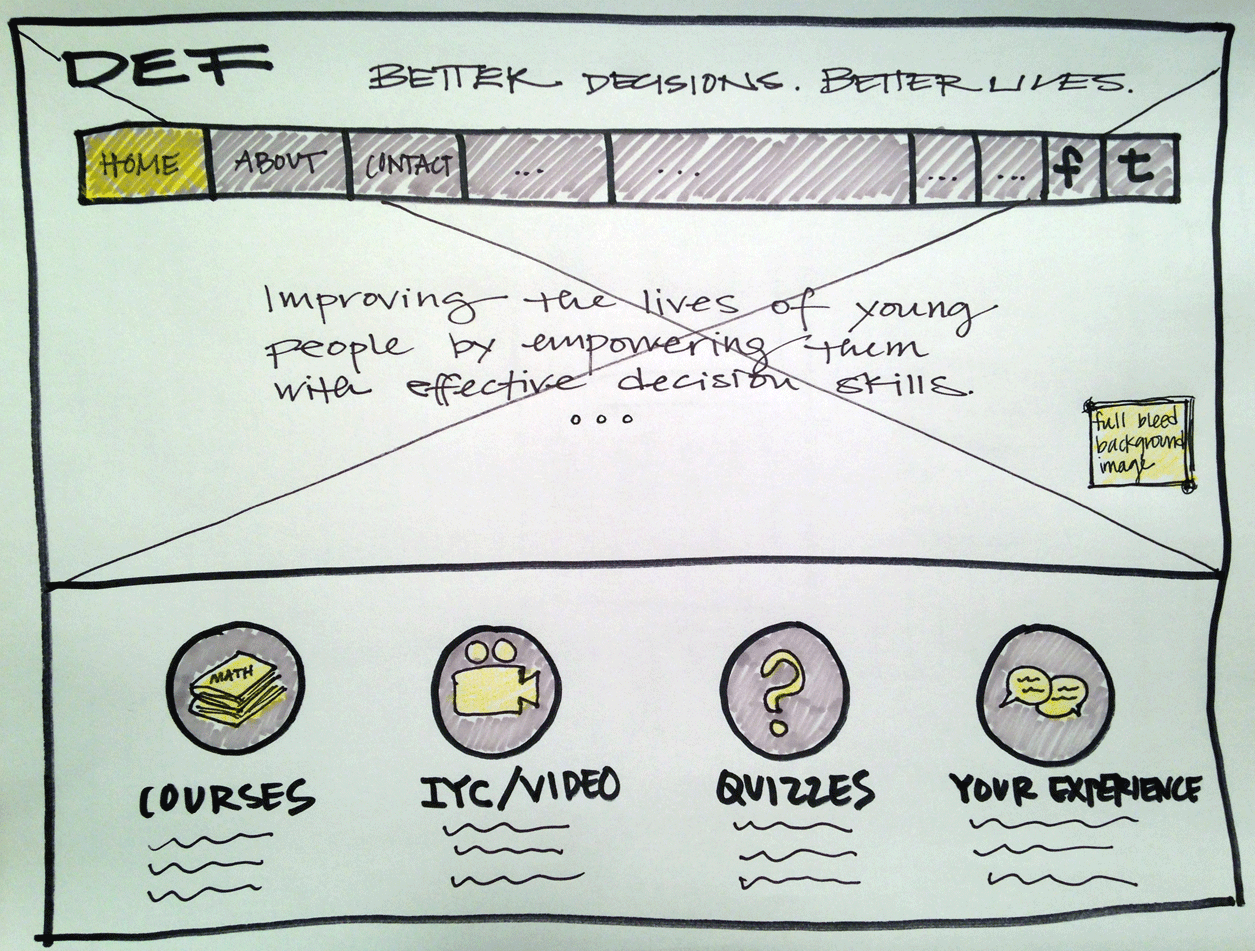 DEF
BETTER DECISIONS. BETTER LIVES.
HOME ABOUT CONTACT ... ... ... ... f t
Improving the lives of young
people by empowering them
with effective decision skills.
...
full bleed
background
image
MATH
?
COURSES IYC/VIDEO QUIZZES YOUR EXPERIENCE